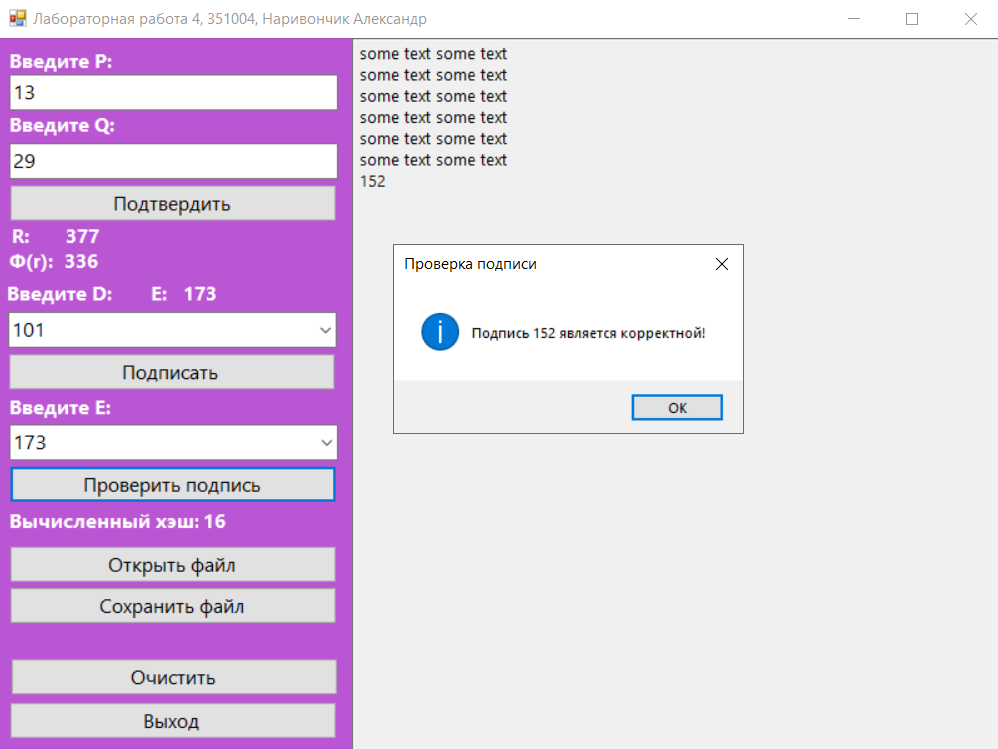 Лабораторная работа 4, 351004, Наривончик Александр
Введите P:
13
Введите Q:
29
Подтвердить
R: 377
Ф(r): 336
Введите D: E: 173
101
Подписать
Введите E:
173
Проверить подпись
Вычисленный хэш: 16
Открыть файл
Сохранить файл
Очистить
Выход
some text some text
some text some text
some text some text
some text some text
some text some text
some text some text
152
Проверка подписи
Подпись 152 является корректной!
ОК